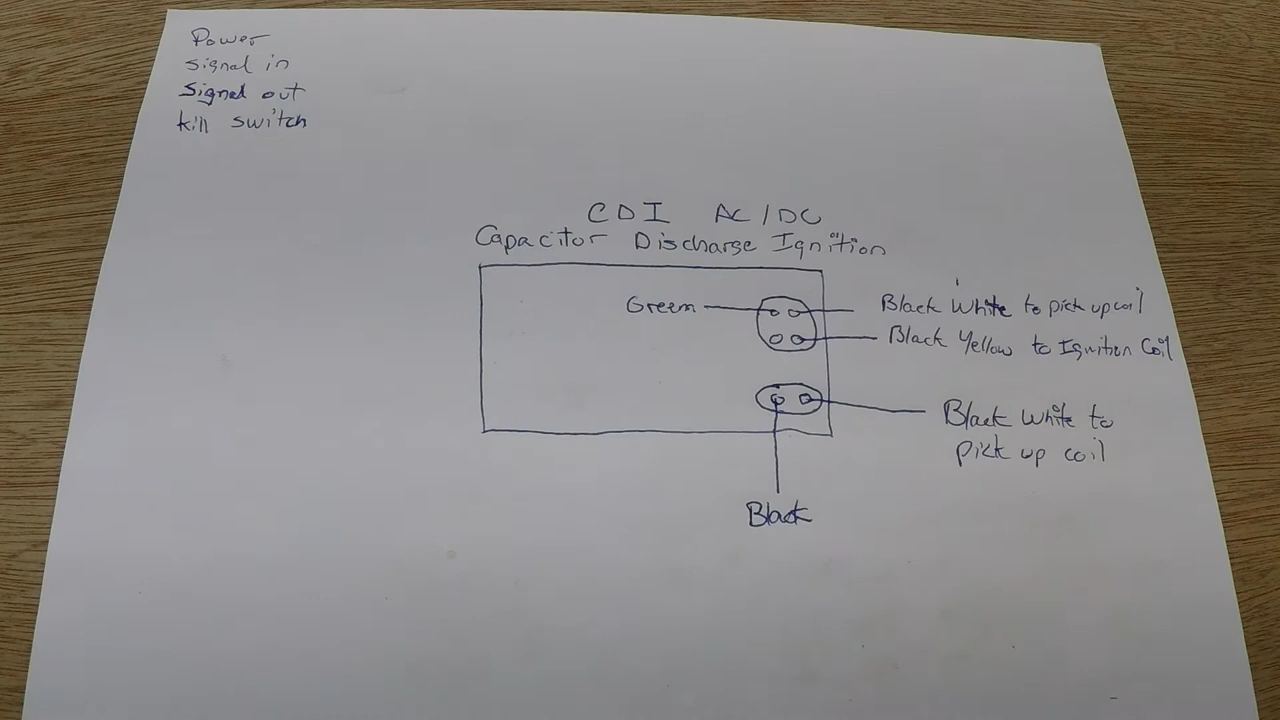 Power
signal in
Signal out
kill switch
CDI AC/DC
Capacitor Discharge Ignition
Green
Black White to pick up coil
Black Yellow to Ignition Coil
Black White to
pick up coil
Black